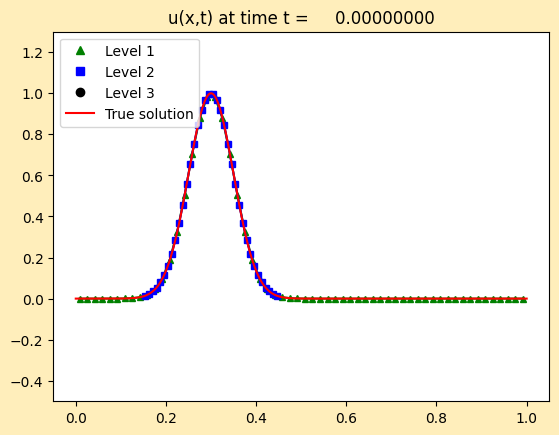 u(x,t) at time t = 0.00000000
Level 1
Level 2
Level 3
True solution
1.2
1.0
0.8
0.6
0.4
0.2
0.0
−0.2
−0.4
0.0 0.2 0.4 0.6 0.8 1.0